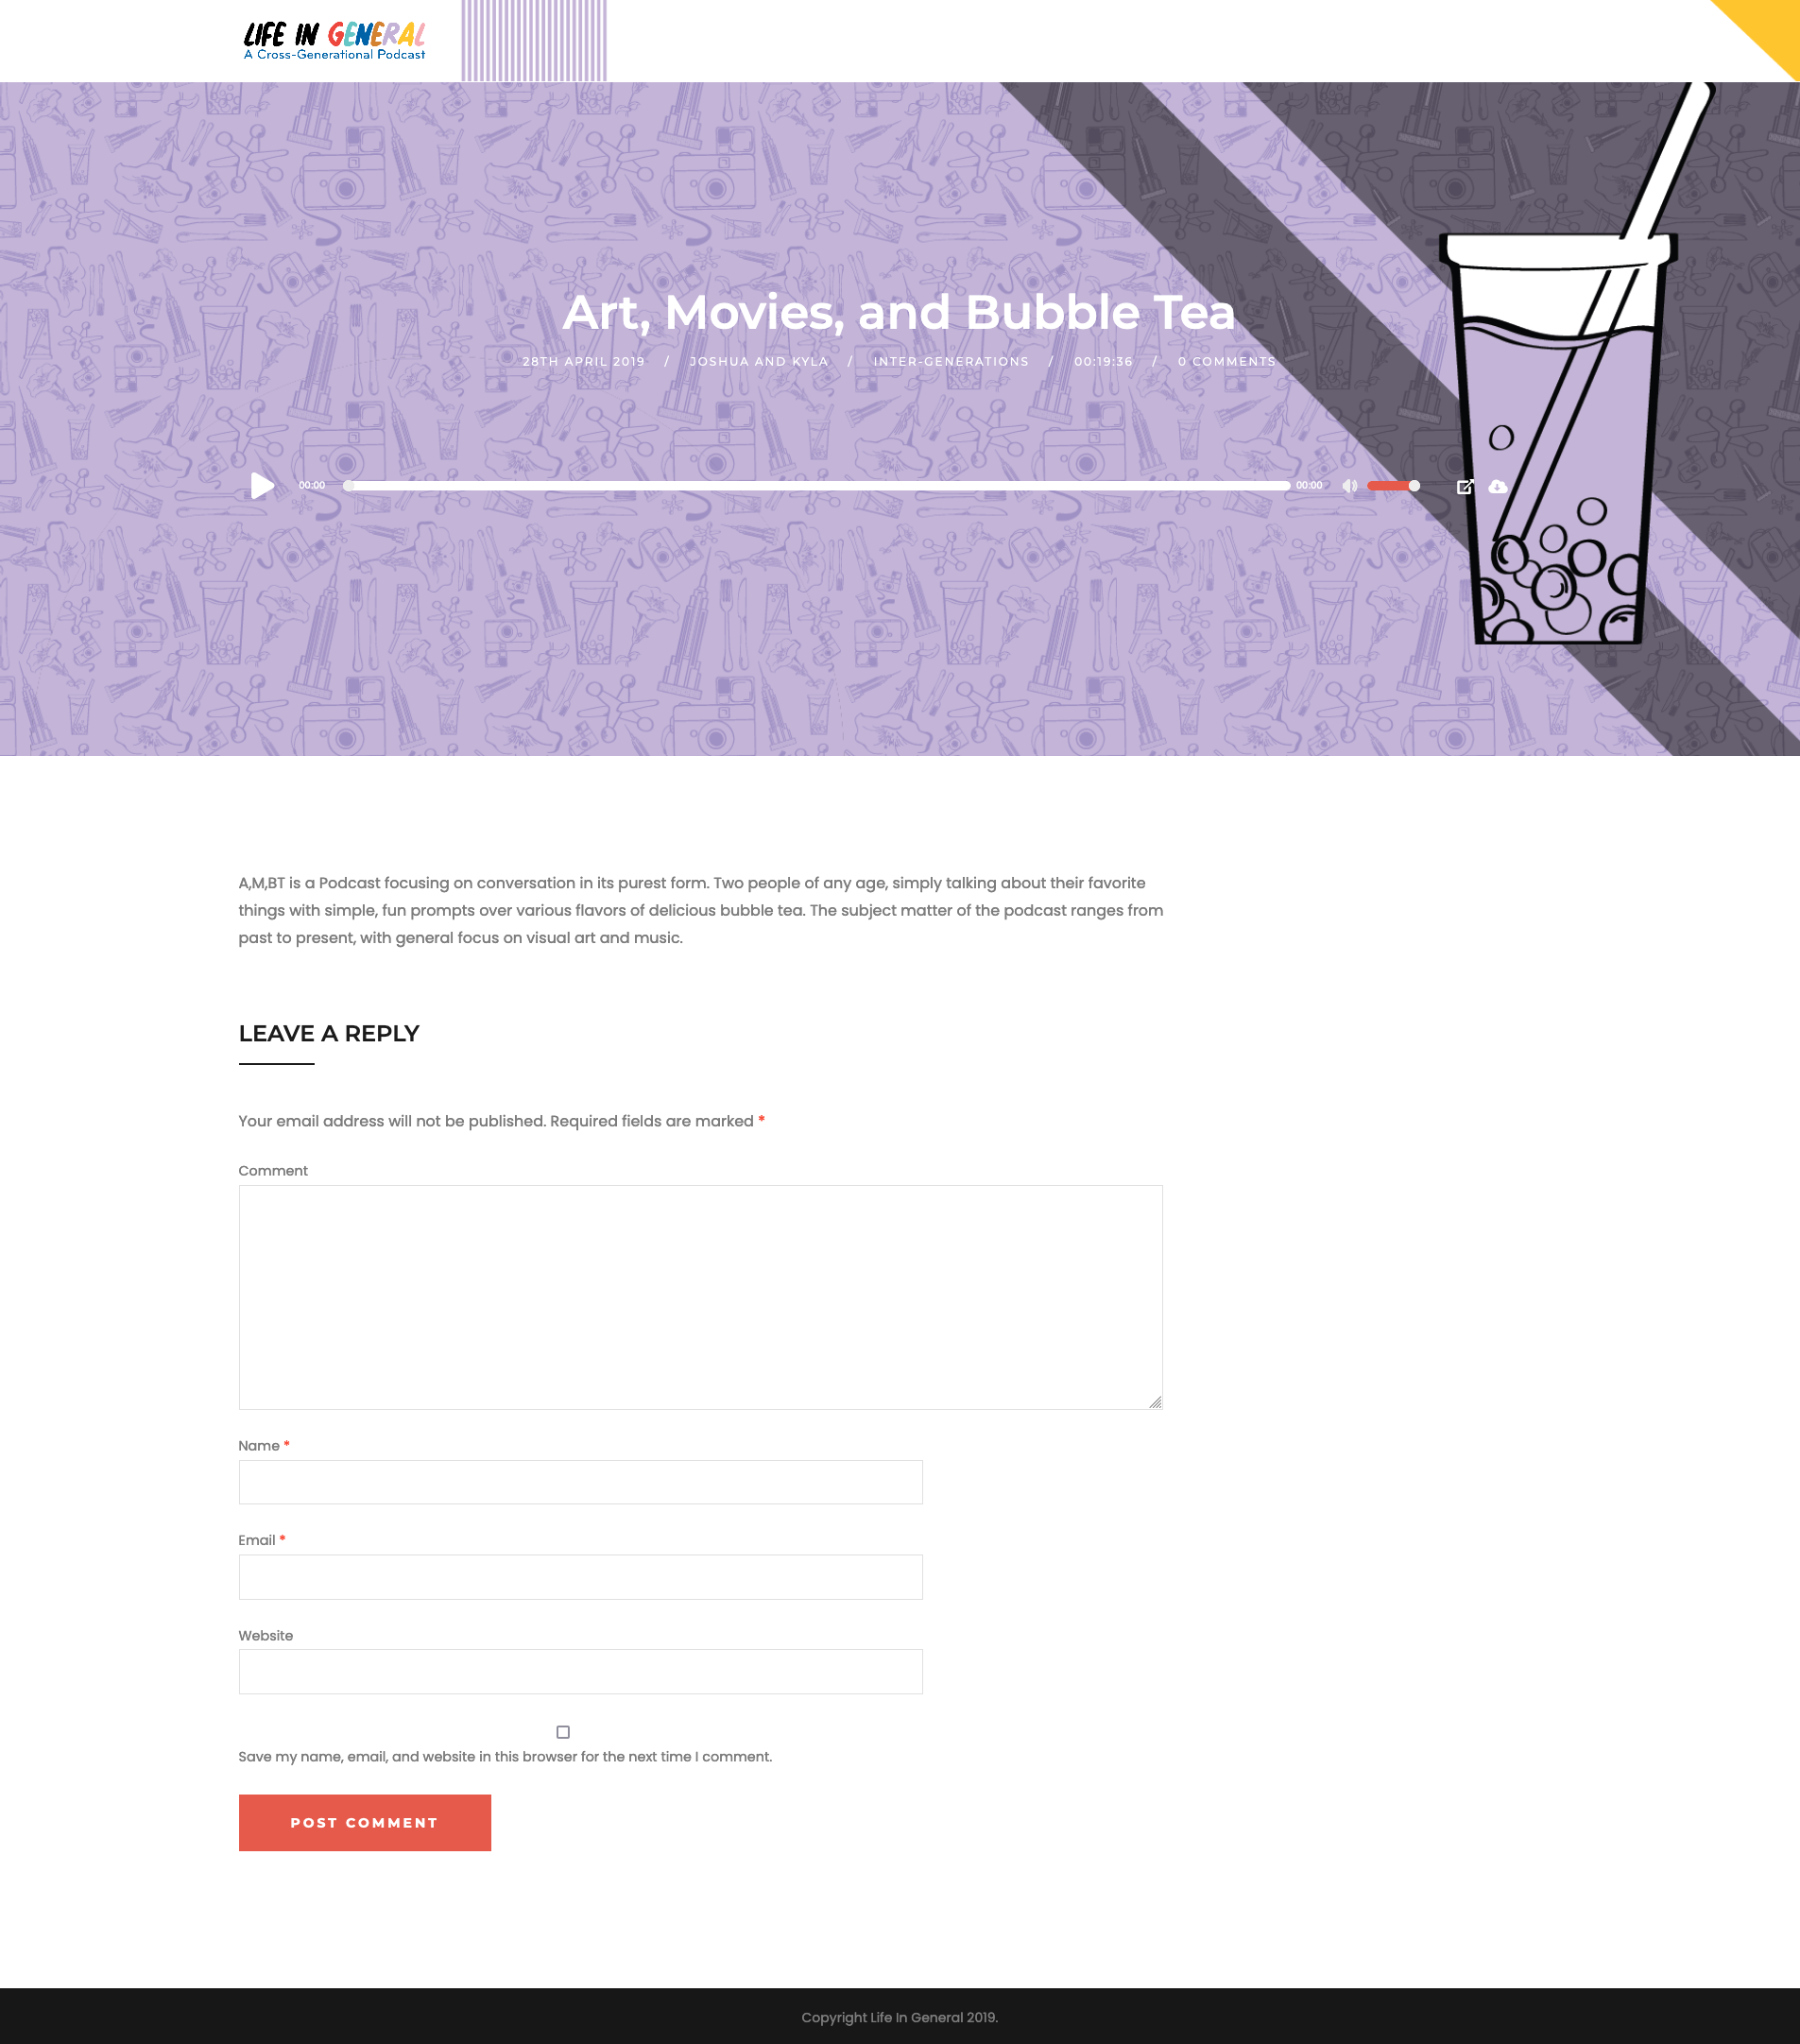 LIFE IN GENERAL
A Cross-Generational Podcast
Art, Movies, and Bubble Tea
28TH APRIL 2019 / JOSHUA AND KYLA / INTER-GENERATIONS / 00:19:36 / 0 COMMENTS
00:00 00:00
A,M,BT is a Podcast focusing on conversation in its purest form. Two people of any age, simply talking about their favorite
things with simple, fun prompts over various flavors of delicious bubble tea. The subject matter of the podcast ranges from
past to present, with general focus on visual art and music.
LEAVE A REPLY
Your email address will not be published. Required fields are marked *
Comment
Name *
Email *
Website
Save my name, email, and website in this browser for the next time I comment.
POST COMMENT
Copyright Life In General 2019.